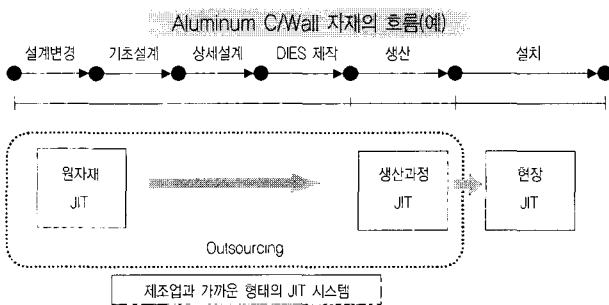 Aluminum C/Wall 자재의 흐름(예)
설계변경 기초설계 상세설계 DIES 제작 생산 설치
원자재 생산과정 현장
JIT JIT JIT
Outsourcing
제조업과 가까운 형태의 JIT 시스템